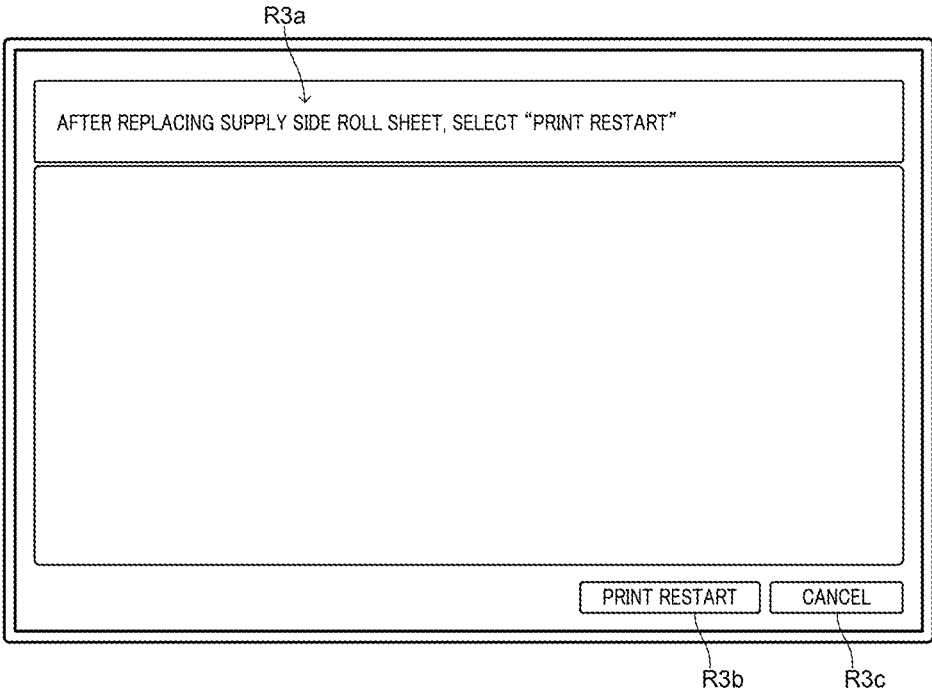 R3a
AFTER REPLACING SUPPLY SIDE ROLL SHEET, SELECT “PRINT RESTART”
PRINT RESTART
CANCEL
R3b
R3c